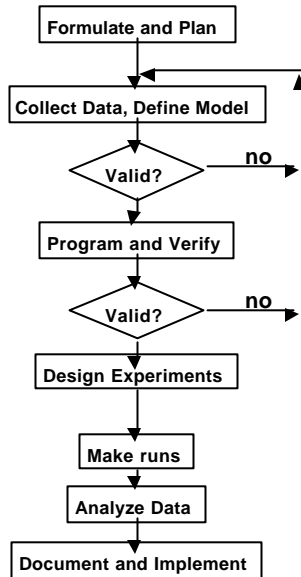 Formulate and Plan
Collect Data, Define Model
no
Valid?
Program and Verify
no
Valid?
Design Experiments
Make runs
Analyze Data
Document and Implement